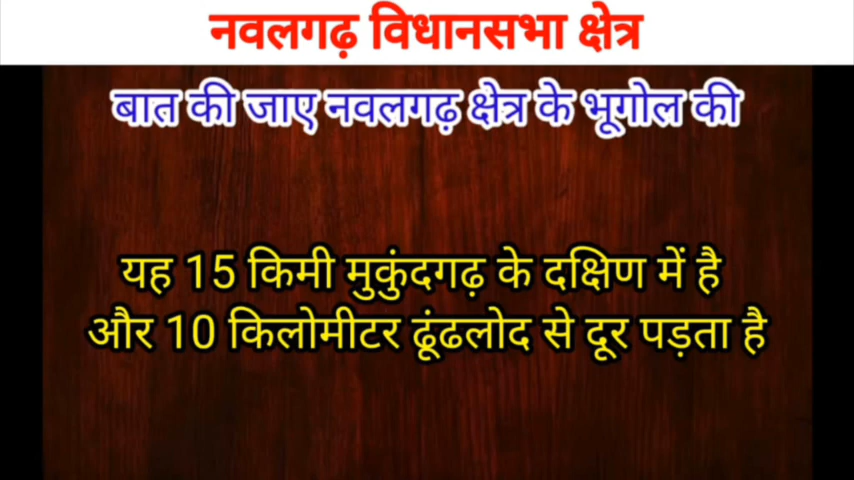 नवलगढ़ विधानसभा क्षेत्र
बात की जाए नवलगढ़ क्षेत्र के भूगोल की
यह 15 किमी मुकुंदगढ़ के दक्षिण में है
और 10 किलोमीटर ढूंढलोद से दूर पड़ता है